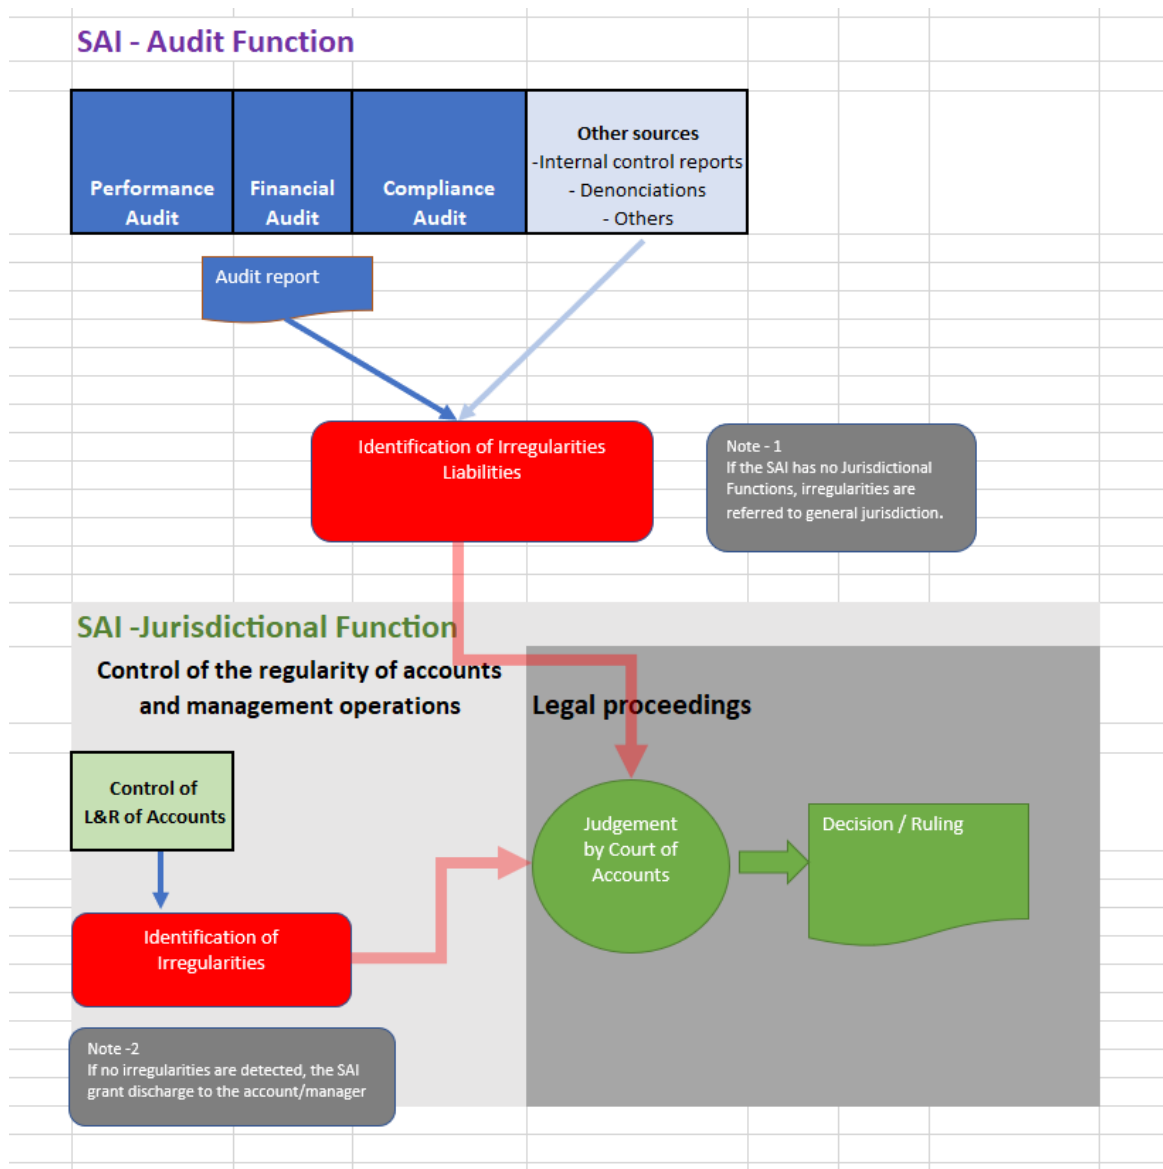 SAI - Audit Function
Performance
Audit
Financial
Audit
Compliance
Audit
Other sources
-Internal control reports
- Denonciations
- Others
Audit report
Identification of Irregularities
Liabilities
Note - 1
If the SAI has no Jurisdictional
Functions, irregularities are
referred to general jurisdiction.
SAI -Jurisdictional Function
Control of the regularity of accounts
and management operations
Legal proceedings
Control of
L&R of Accounts
Judgement
by Court of
Accounts
Decision / Ruling
Identification of
Irregularities
Note -2
If no irregularities are detected, the SAI
grant discharge to the account/manager